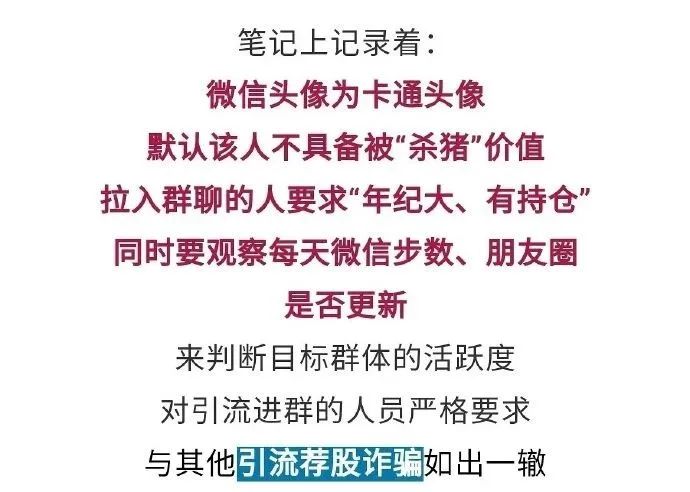 笔记上记录着：
微信头像为卡通头像
默认该人不具备被“杀猪”价值
拉入群聊的人要求“年纪大、有持仓”
同时要观察每天微信步数、朋友圈
是否更新
来判断目标群体的活跃度
对引流进群的人员严格要求
与其他引流荐股诈骗如出一辙